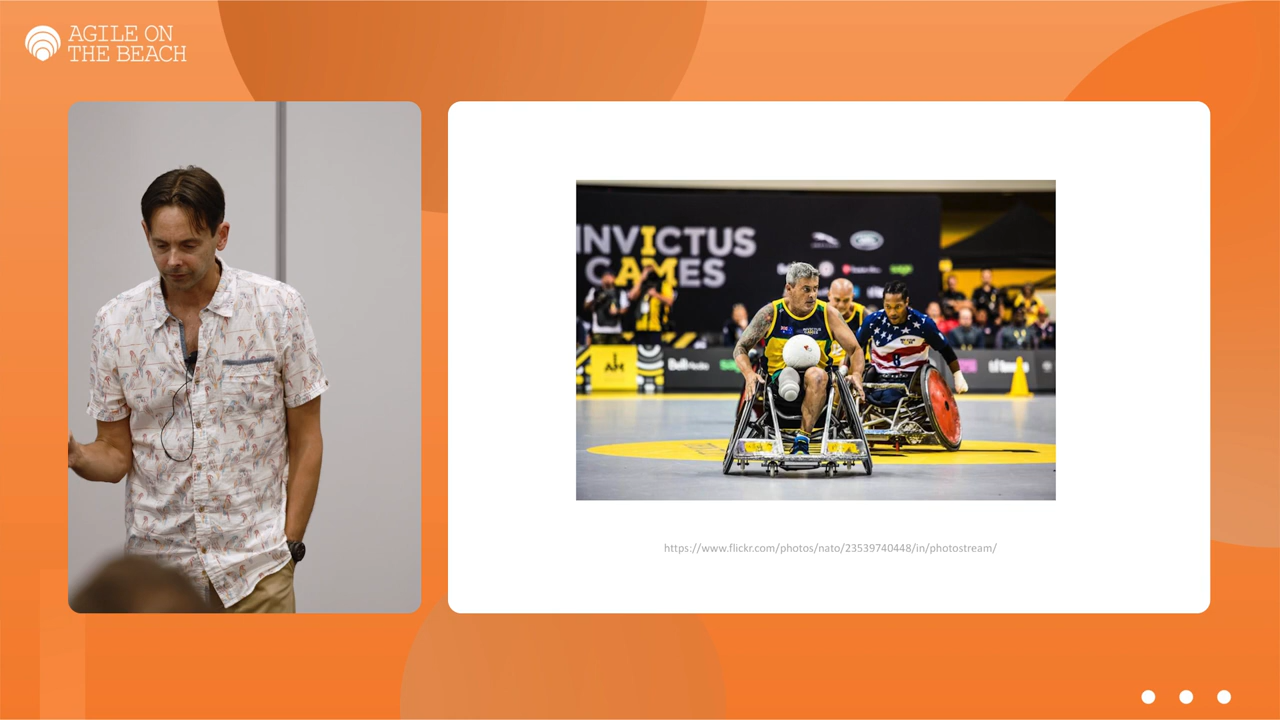 AGILE ON
THE BEACH
INVICTUS
GAMES
https://www.flickr.com/photos/nato/23539740448/in/photostream/